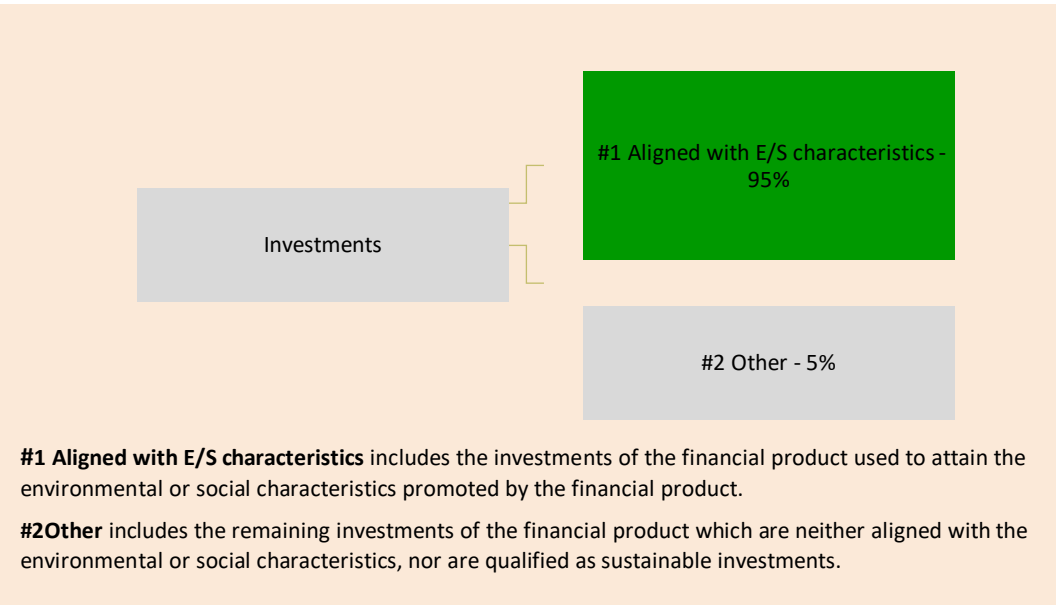 #1 Aligned with E/S characteristics -
95%
Investments
#2 Other - 5%
#1 Aligned with E/S characteristics includes the investments of the financial product used to attain the
environmental or social characteristics promoted by the financial product.
#2Other includes the remaining investments of the financial product which are neither aligned with the
environmental or social characteristics, nor are qualified as sustainable investments.